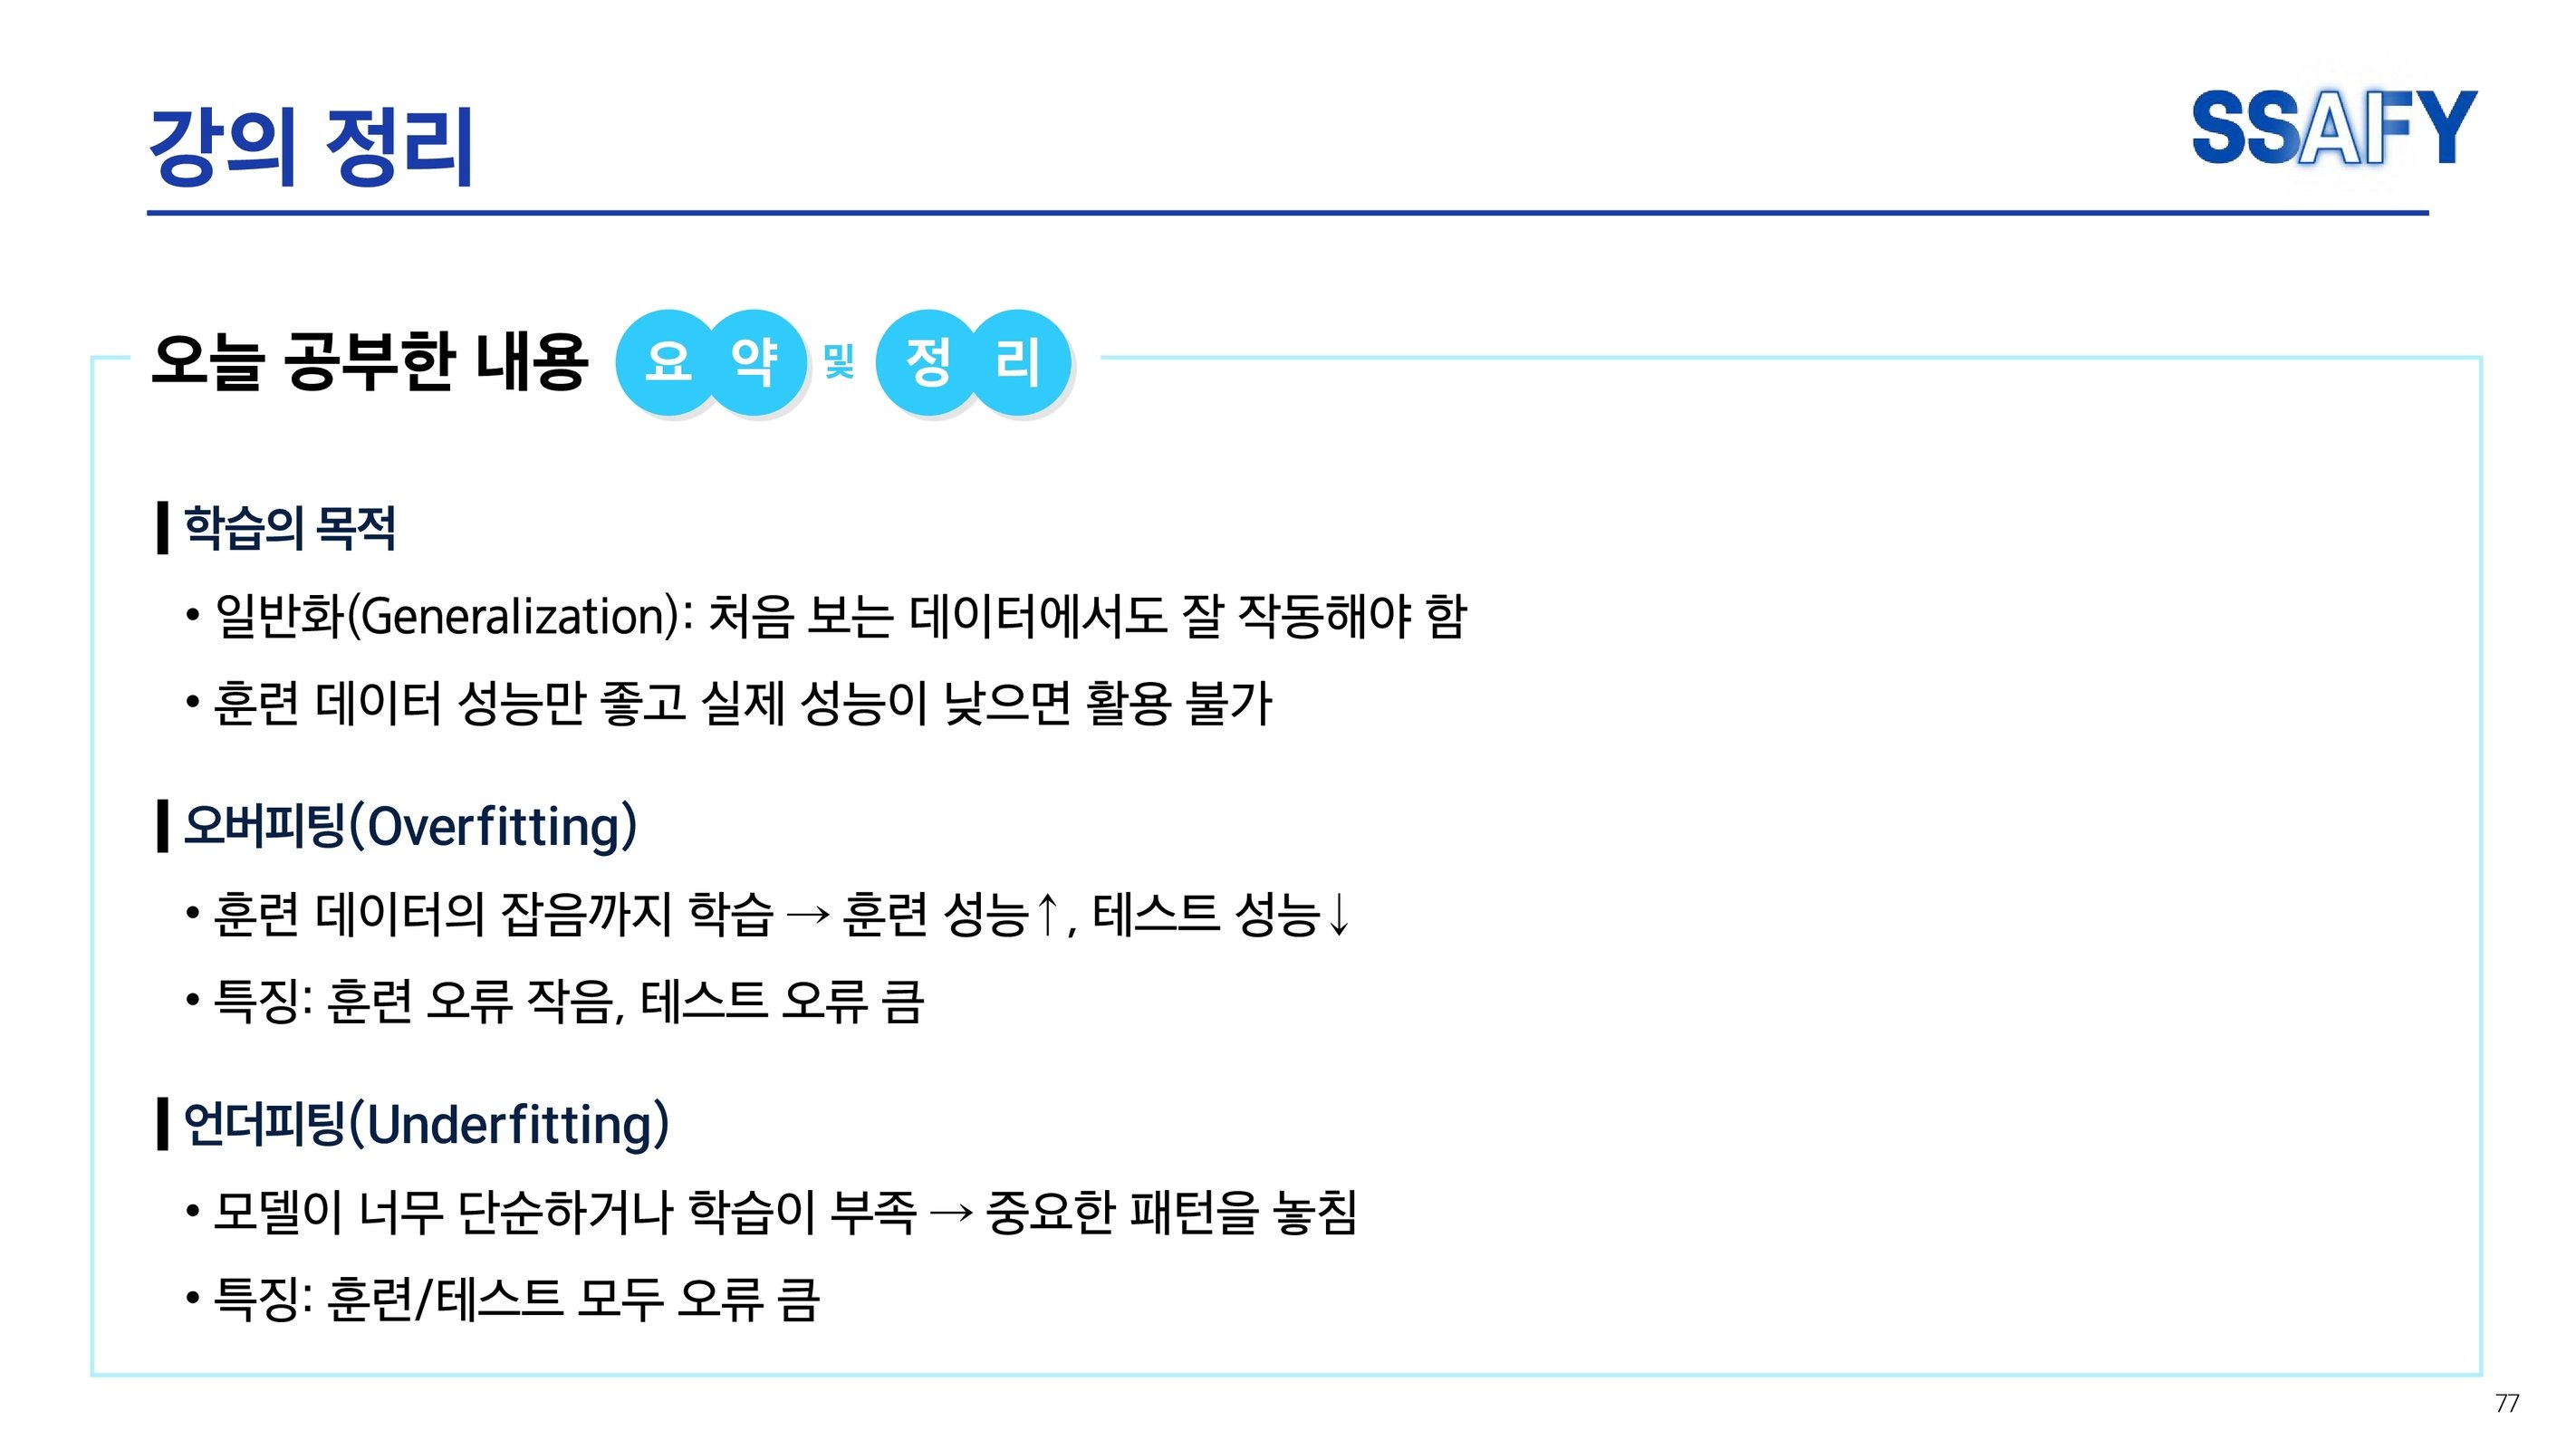 강의 정리
SSAFY
오늘 공부한 내용 요약 및 정리
학습의 목적
• 일반화(Generalization): 처음 보는 데이터에서도 잘 작동해야 함
• 훈련 데이터 성능만 좋고 실제 성능이 낮으면 활용 불가
오버피팅(Overfitting)
• 훈련 데이터의 잡음까지 학습 → 훈련 성능↑, 테스트 성능↓
• 특징: 훈련 오류 작음, 테스트 오류 큼
언더피팅(Underfitting)
• 모델이 너무 단순하거나 학습이 부족 → 중요한 패턴을 놓침
• 특징: 훈련/테스트 모두 오류 큼
77